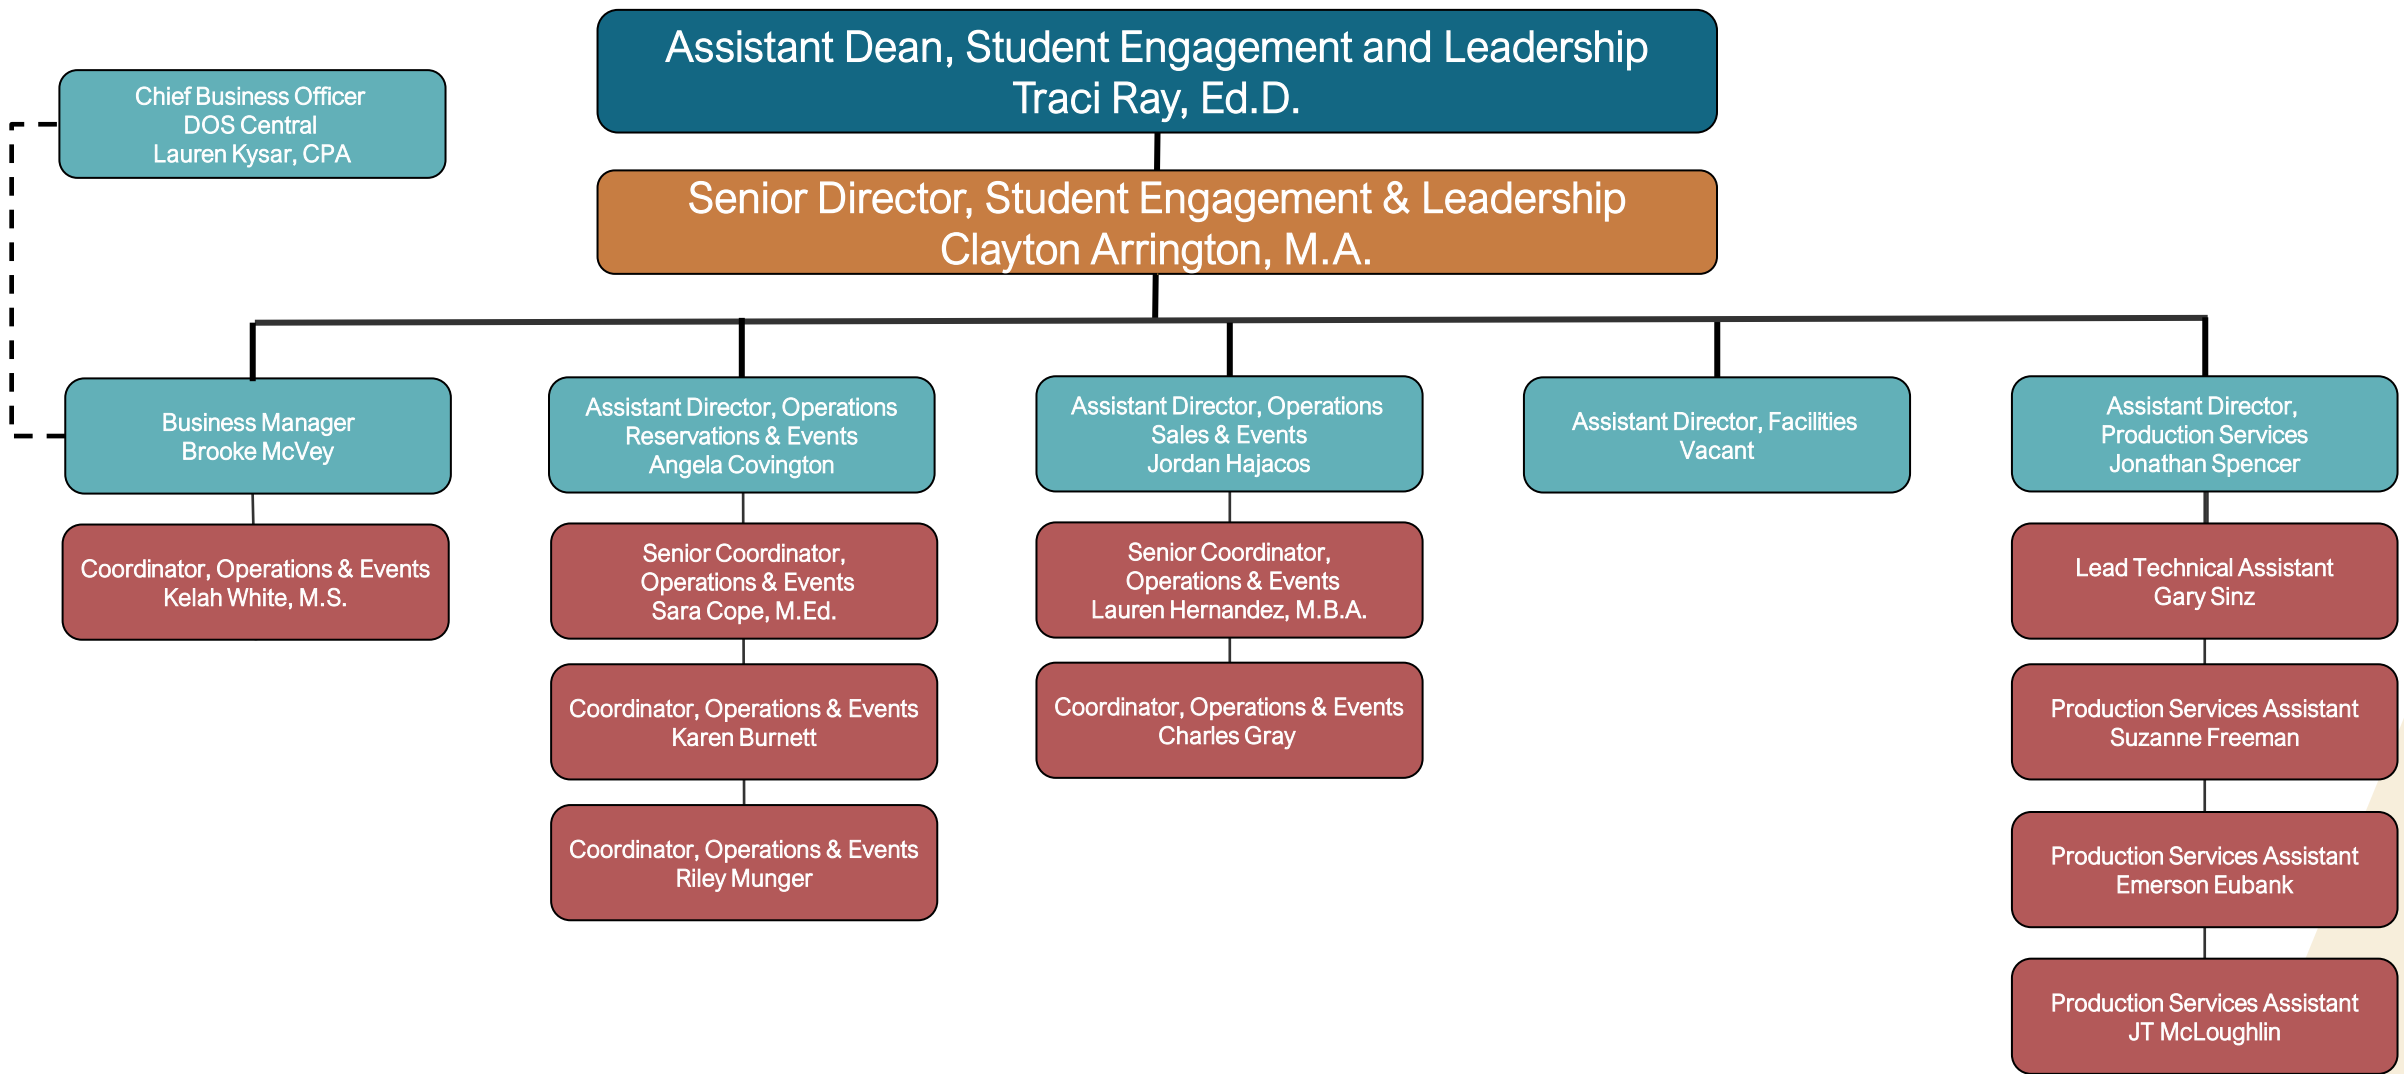 Assistant Dean, Student Engagement and Leadership
Traci Ray, Ed.D.
Chief Business Officer
DOS Central
Lauren Kysar, CPA
Senior Director, Student Engagement & Leadership
Clayton Arrington, M.A.
Business Manager
Brooke McVey
Assistant Director, Operations
Reservations & Events
Angela Covington
Assistant Director, Operations
Sales & Events
Jordan Hajacos
Assistant Director, Facilities
Vacant
Assistant Director,
Production Services
Jonathan Spencer
Coordinator, Operations & Events
Kelah White, M.S.
Senior Coordinator,
Operations & Events
Sara Cope, M.Ed.
Senior Coordinator,
Operations & Events
Lauren Hernandez, M.B.A.
Lead Technical Assistant
Gary Sinz
Coordinator, Operations & Events
Karen Burnett
Coordinator, Operations & Events
Charles Gray
Production Services Assistant
Suzanne Freeman
Coordinator, Operations & Events
Riley Munger
Production Services Assistant
Emerson Eubank
Production Services Assistant
JT McLoughlin